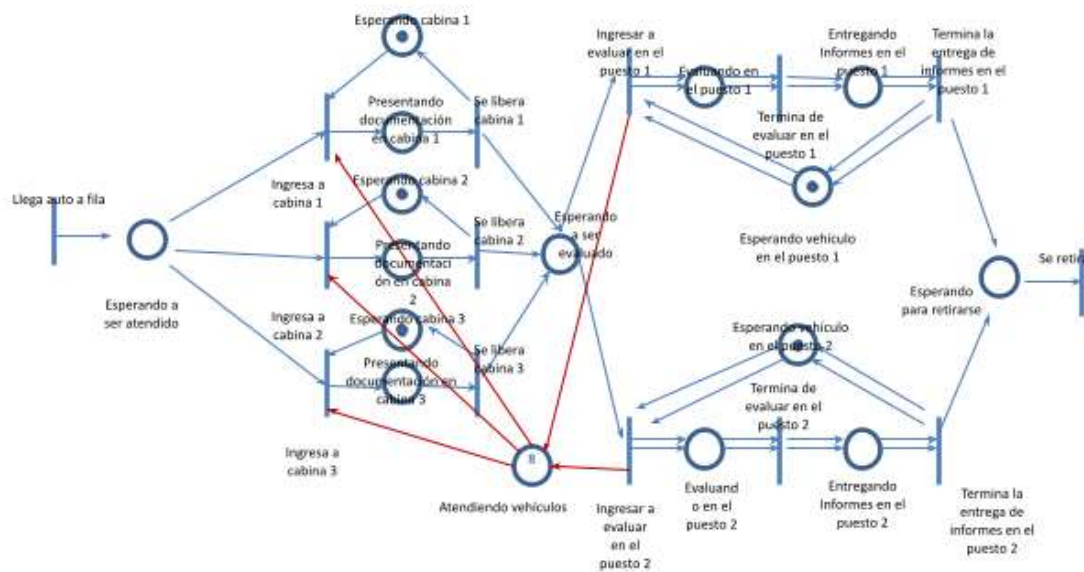 Llega auto a fila
Esperando a
ser atendido
Esperando cabina 1
Presentando
documentación
en cabina 1
Se libera
cabina 1
Ingresa a
cabina 1
Esperando cabina 2
Presentando
documentaci
ón en cabina
2
Se libera
cabina 2
Ingresa a
cabina 2
Esperando cabina 3
Presentando
documentación en
cabina 3
Se libera
cabina 3
Ingresa a
cabina 3
Esperando
a ser
evaluado
8
Atendiendo vehículos
Ingresar a
evaluar en el
puesto 1
Evaluando en
el puesto 1
Termina de
evaluar en el
puesto 1
Entregando
Informes en el
puesto 1
Termina la
entrega de
informes en el
puesto 1
Esperando vehículo
en el puesto 1
Esperando vehículo
en el puesto 2
Ingresar a
evaluar
en el
puesto 2
Evaluand
o en el
puesto 2
Termina de
evaluar en el
puesto 2
Entregando
Informes en el
puesto 2
Termina la
entrega de
informes en el
puesto 2
Esperando
para retirarse
Se retira